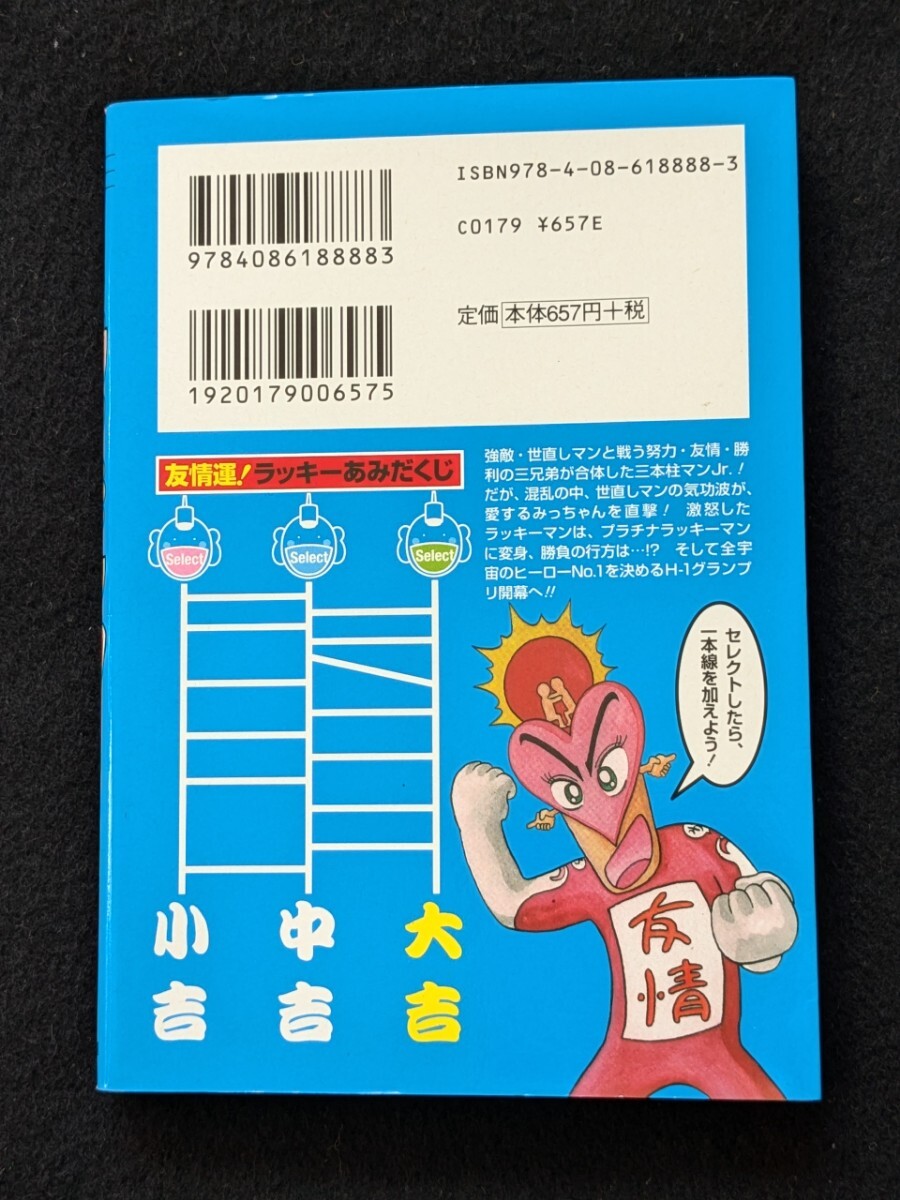 ISBN978-4-08-618888-3
C0179 ¥657E
9784086188883
定価 本体657円+税
1920179006575
友情運!ラッキーあみだくじ
Select
Select
Select
小吉
中吉
大吉
強敵・世直しマンと戦う努力・友情・勝
利の三兄弟が合体した三本柱マンJr.!
だが、混乱の中、世直しマンの気功波が、
愛するみっちゃんを直撃! 激怒した
ラッキーマンは、プラチナラッキーマン
に変身、勝負の行方は…!? そして全宇
宙のヒーローNo.1を決めるH-1グランプ
リ開幕へ!!
セレクトしたら、
一本線を加えよう!
友情